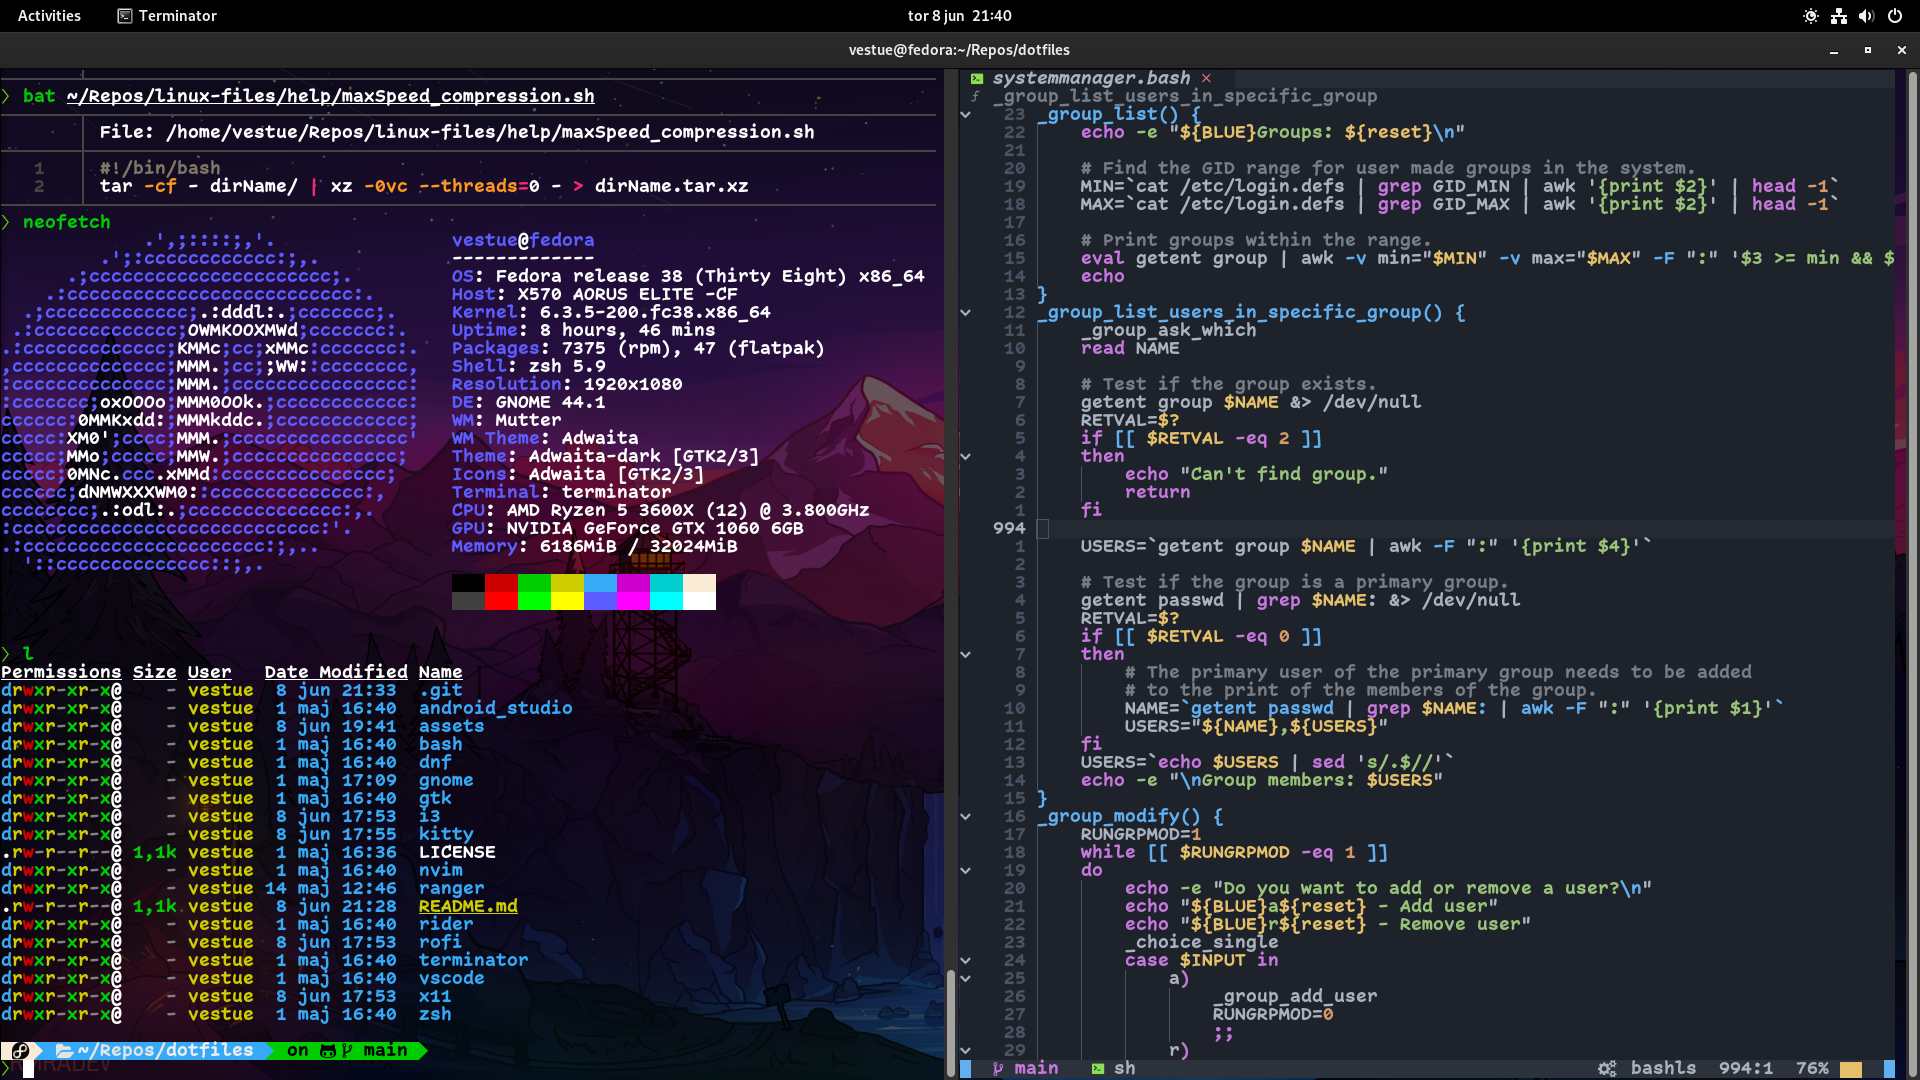 Activities
Terminator
tor 8 jun 21:40
vestue@fedora:~/Repos/dotfiles
bat ~/Repos/linux-files/help/maxSpeed_compression.sh
File: /home/vestue/Repos/linux-files/help/maxSpeed_compression.sh
1 #!/bin/bash
2 tar -cf - dirName/ | xz -0vc --threads=0 - > dirName.tar.xz
neofetch
.',;::::;,'.
.';:cccccccccccc:;,.
.;cccccccccccccccccccccc;.
.:cccccccccccccccccccccccccc:.
.;ccccccccccccc;.:dddl:.;ccccccc;.
.:ccccccccccccc;OWMKOOXMWd;ccccccc:.
.:ccccccccccccc;KMMc;cc;xMMc:ccccccc:.
,cccccccccccccc;MMM.;cc;;WW::cccccccc,
:cccccccccccccc;MMM.;cccccccccccccccc:
:ccccccc;oxOOOo;MMM0OOk.;cccccccccccc:
cccccc;0MMKxdd:;MMMkddc.;cccccccccccc;
ccccc:XM0';cccc;MMM.;cccccccccccccccc'
ccccc;MMo;ccccc;MMW.;ccccccccccccccc;
ccccc;0MNc.ccc.xMMd:ccccccccccccccc;
cccccc;dNMWXXXWM0::cccccccccccccc:,
cccccccc;.:odl:.;cccccccccccccc:,.
:cccccccccccccccccccccccccccc:'.
.:cccccccccccccccccccccc:;,..
'::cccccccccccccc::;,.
vestue@fedora
-------------
OS: Fedora release 38 (Thirty Eight) x86_64
Host: X570 AORUS ELITE -CF
Kernel: 6.3.5-200.fc38.x86_64
Uptime: 8 hours, 46 mins
Packages: 7375 (rpm), 47 (flatpak)
Shell: zsh 5.9
Resolution: 1920x1080
DE: GNOME 44.1
WM: Mutter
WM Theme: Adwaita
Theme: Adwaita-dark [GTK2/3]
Icons: Adwaita [GTK2/3]
Terminal: terminator
CPU: AMD Ryzen 5 3600X (12) @ 3.800GHz
GPU: NVIDIA GeForce GTX 1060 6GB
Memory: 6186MiB / 32024MiB
l
Permissions Size User Date Modified Name
drwxr-xr-x@ - vestue 8 jun 21:33 .git
drwxr-xr-x@ - vestue 1 maj 16:40 android_studio
drwxr-xr-x@ - vestue 8 jun 19:41 assets
drwxr-xr-x@ - vestue 1 maj 16:40 bash
drwxr-xr-x@ - vestue 1 maj 16:40 dnf
drwxr-xr-x@ - vestue 1 maj 17:09 gnome
drwxr-xr-x@ - vestue 1 maj 16:40 gtk
drwxr-xr-x@ - vestue 8 jun 17:53 i3
drwxr-xr-x@ - vestue 8 jun 17:55 kitty
.rw-r--r--@ 1,1k vestue 1 maj 16:36 LICENSE
drwxr-xr-x@ - vestue 1 maj 16:40 nvim
drwxr-xr-x@ - vestue 14 maj 12:46 ranger
.rw-r--r--@ 1,1k vestue 8 jun 21:28 README.md
drwxr-xr-x@ - vestue 1 maj 16:40 rider
drwxr-xr-x@ - vestue 8 jun 17:53 rofi
drwxr-xr-x@ - vestue 1 maj 16:40 terminator
drwxr-xr-x@ - vestue 1 maj 16:40 vscode
drwxr-xr-x@ - vestue 8 jun 17:53 x11
drwxr-xr-x@ - vestue 1 maj 16:40 zsh
~/Repos/dotfiles on main
systemmanager.bash ×
f _group_list_users_in_specific_group
23 _group_list() {
22 echo -e "${BLUE}Groups: ${reset}\n"
21
20 # Find the GID range for user made groups in the system.
19 MIN=`cat /etc/login.defs | grep GID_MIN | awk '{print $2}' | head -1`
18 MAX=`cat /etc/login.defs | grep GID_MAX | awk '{print $2}' | head -1`
17
16 # Print groups within the range.
15 eval getent group | awk -v min="$MIN" -v max="$MAX" -F ":" '$3 >= min && $
14 echo
13 }
12 _group_list_users_in_specific_group() {
11 _group_ask_which
10 read NAME
9
8 # Test if the group exists.
7 getent group $NAME &> /dev/null
6 RETVAL=$?
5 if [[ $RETVAL -eq 2 ]]
4 then
3 echo "Can't find group."
2 return
1 fi
994
1 USERS=`getent group $NAME | awk -F ":" '{print $4}'`
2
3 # Test if the group is a primary group.
4 getent passwd | grep $NAME: &> /dev/null
5 RETVAL=$?
6 if [[ $RETVAL -eq 0 ]]
7 then
8 # The primary user of the primary group needs to be added
9 # to the print of the members of the group.
10 NAME=`getent passwd | grep $NAME: | awk -F ":" '{print $1}'`
11 USERS="${NAME},${USERS}"
12 fi
13 USERS=`echo $USERS | sed 's/.$//'`
14 echo -e "\nGroup members: $USERS"
15 }
16 _group_modify() {
17 RUNGRPMOD=1
18 while [[ $RUNGRPMOD -eq 1 ]]
19 do
20 echo -e "Do you want to add or remove a user?\n"
21 echo "${BLUE}a${reset} - Add user"
22 echo "${BLUE}r${reset} - Remove user"
23 _choice_single
24 case $INPUT in
25 a)
26 _group_add_user
27 RUNGRPMOD=0
28 ;;
29 r)
main sh bashls 994:1 76%